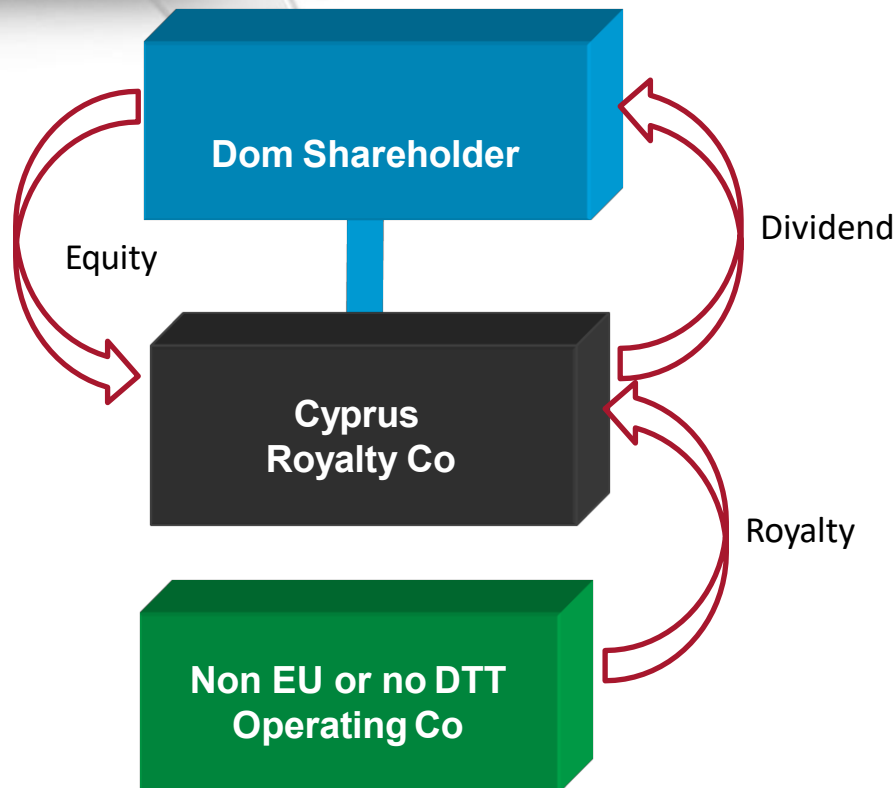 Dom Shareholder
Equity
Dividend
Cyprus
Royalty Co
Royalty
Non EU or no DTT
Operating Co